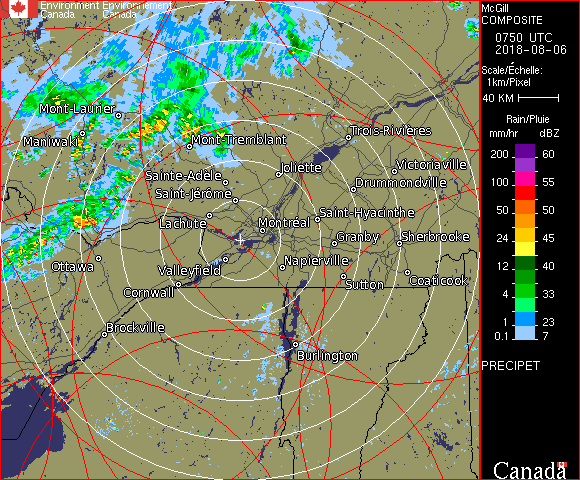 Environment Environnement
Canada Canada
Mont-Laurier
Maniwaki
Mont-Tremblant
Trois-Rivières
Joliette
Victoriaville
Sainte-Adèle
Drummondville
Saint-Jérôme
Lachute
Montréal
Saint-Hyacinthe
Granby
Sherbrooke
Ottawa
Valleyfield
Napierville
Cornwall
Sutton
Coaticook
Brockville
Burlington
McGill
COMPOSITE
0750 UTC
2018-08-06
Scale/Échelle:
1km/Pixel
40 KM
Rain/Pluie
mm/hr dBZ
200 60
150 57
100 55
50 50
24 45
12 40
4 33
1 23
0.1 7
PRECIPET
Canada